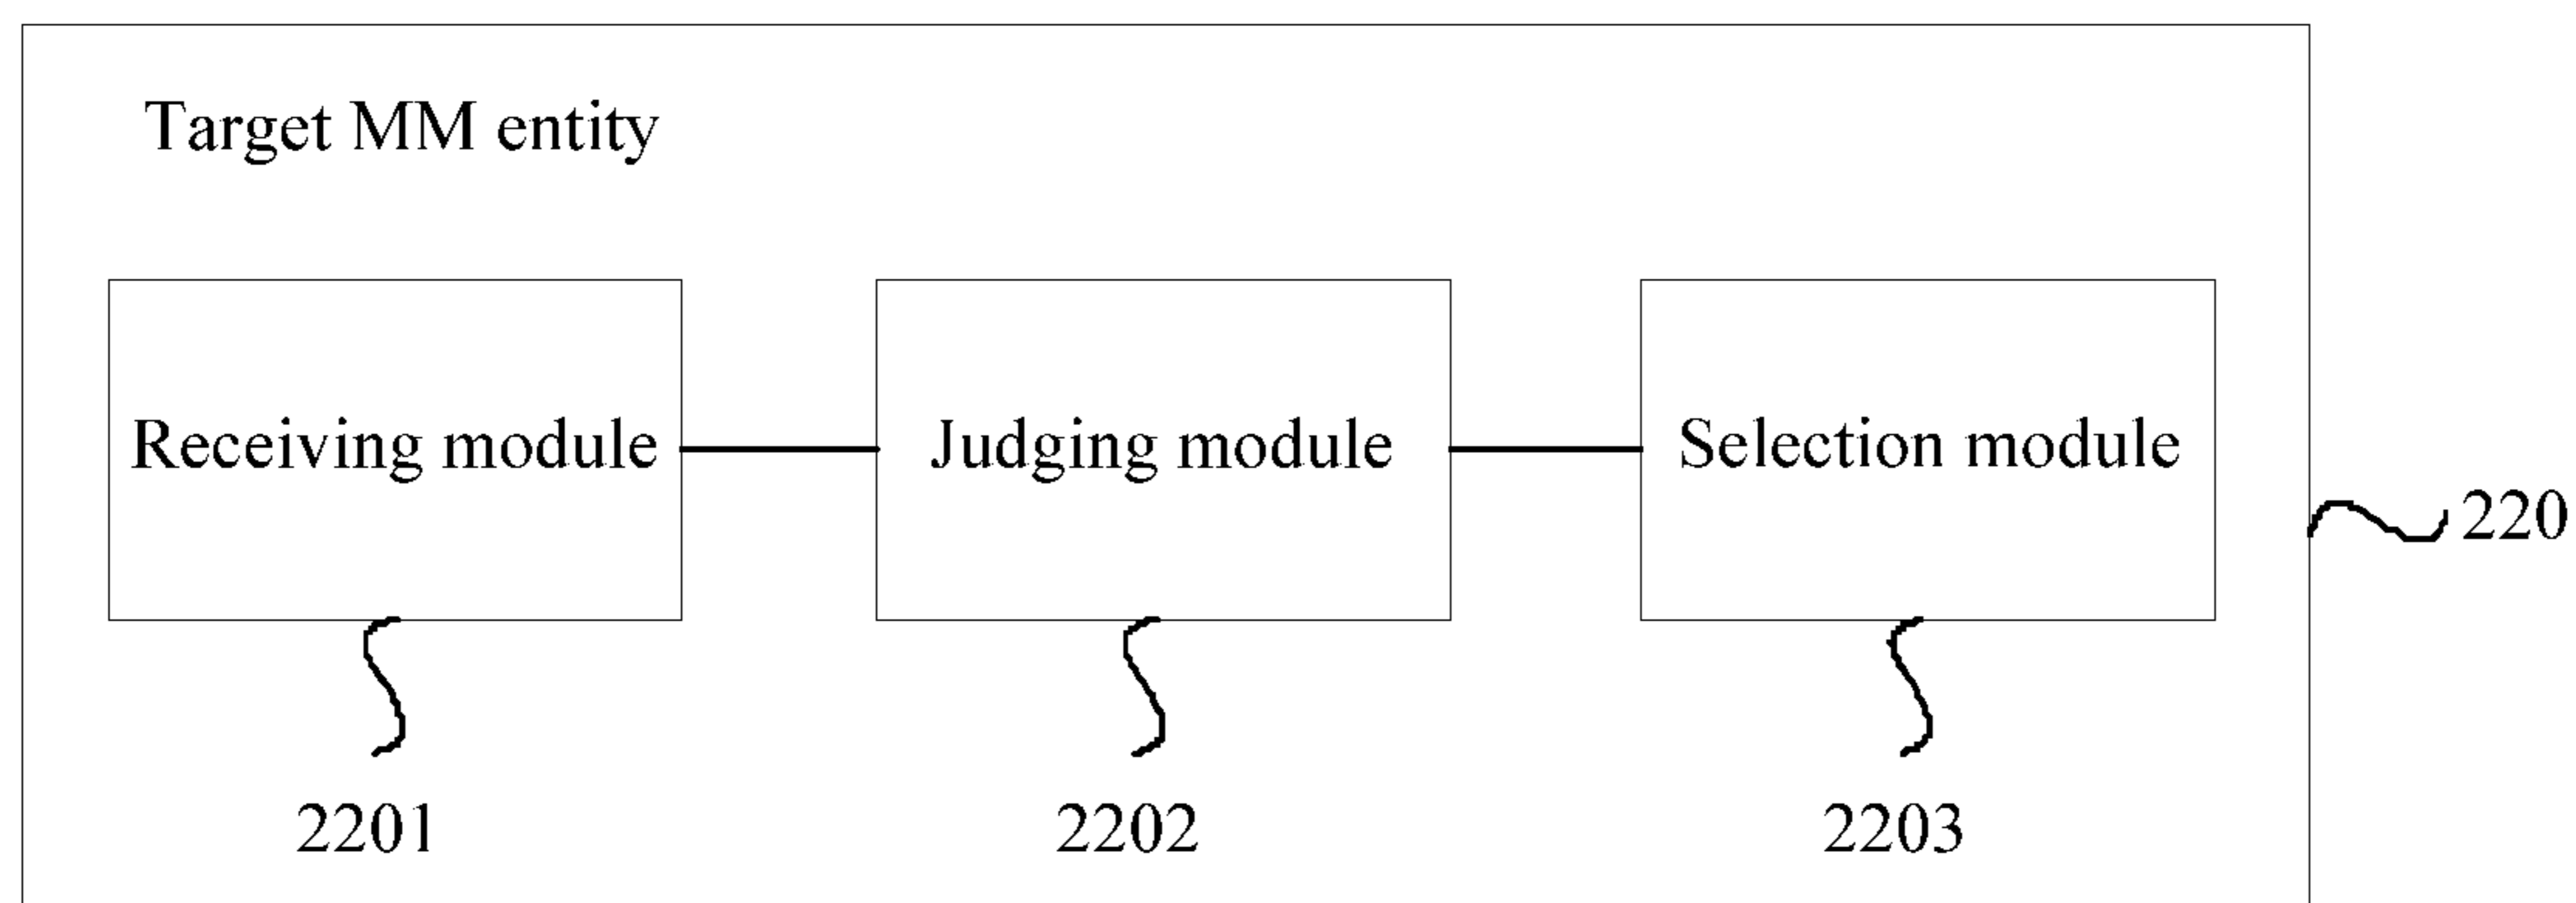 Target MM entity
Receiving module
Judging module
Selection module
220
2201
2202
2203